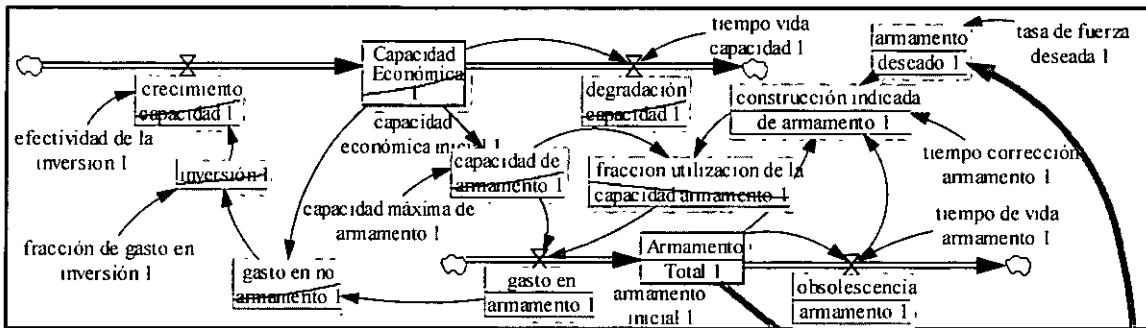 crecimiento
capacidad 1
efectividad de la
inversión 1
inversión 1
fracción de gasto en
inversión 1
gasto en no
armamento 1
Capacidad
Económica
1
capacidad
económica inicial 1
capacidad de
armamento 1
capacidad máxima de
armamento 1
gasto en
armamento 1
tiempo vida
capacidad 1
degradación
capacidad 1
fraccion utilizacion de la
capacidad armamento 1
Armamento
Total 1
armamento
inicial 1
armamento
deseado 1
tasa de fuerza
deseada 1
construcción indicada
de armamento 1
tiempo corrección
armamento 1
tiempo de vida
armamento 1
obsolescencia
armamento 1